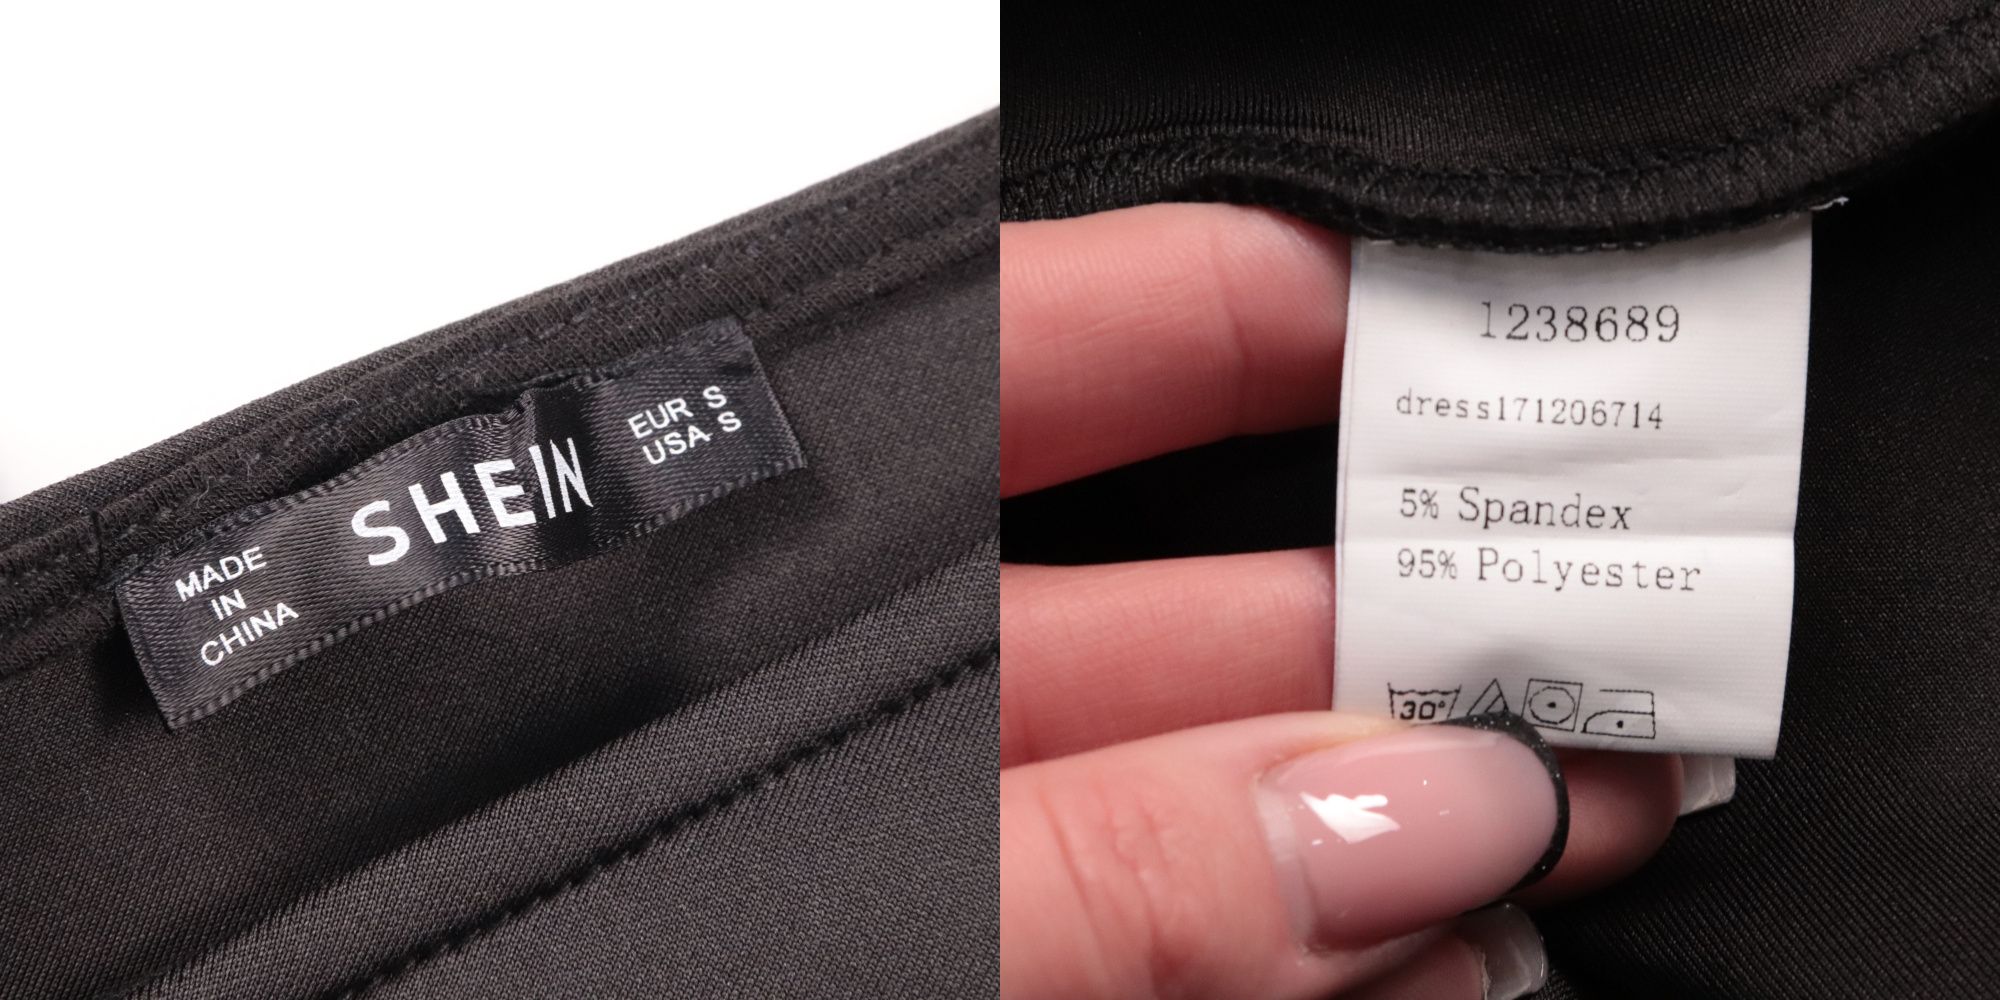 MADE
IN
CHINA
SHEIN
EUR S
USA S
1238689
dress171206714
5% Spandex
95% Polyester
30°